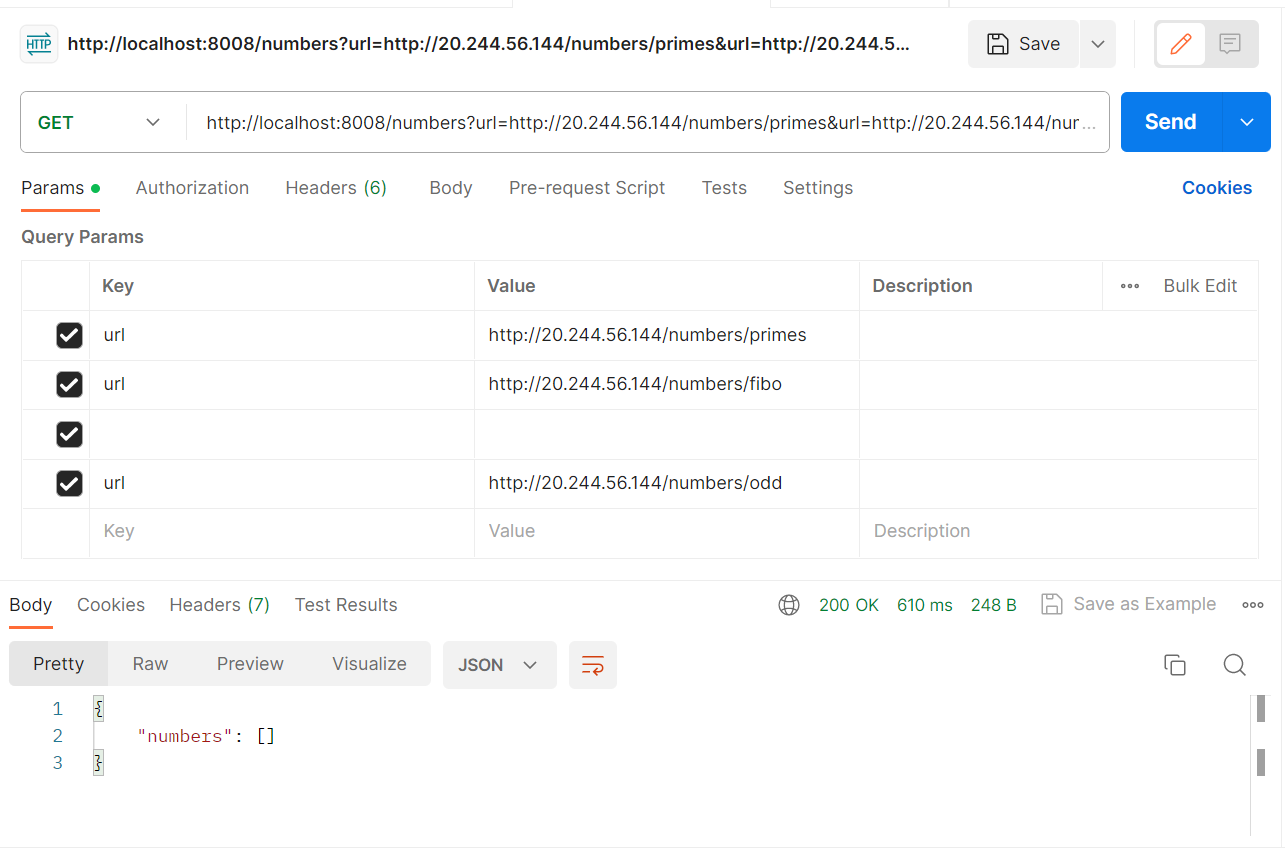 HTTP http://localhost:8008/numbers?url=http://20.244.56.144/numbers/primes&url=http://20.244.5... Save
GET http://localhost:8008/numbers?url=http://20.244.56.144/numbers/primes&url=http://20.244.56.144/nur ... Send
Params Authorization Headers (6) Body Pre-request Script Tests Settings Cookies
Query Params
Key Value Description Bulk Edit
url http://20.244.56.144/numbers/primes
url http://20.244.56.144/numbers/fibo
url http://20.244.56.144/numbers/odd
Key Value Description
Body Cookies Headers (7) Test Results 200 OK 610 ms 248 B Save as Example
Pretty Raw Preview Visualize JSON
1 {
2 "numbers": []
3 }